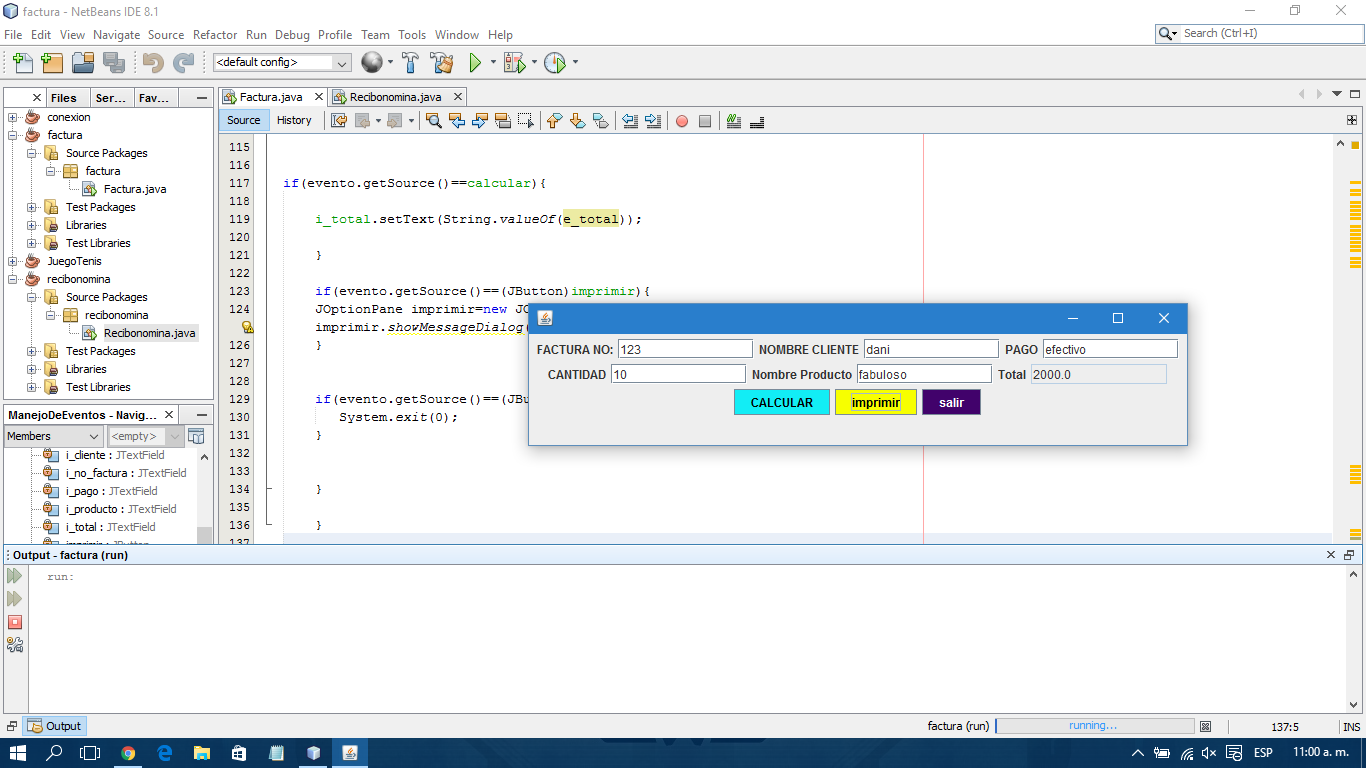 factura - NetBeans IDE 8.1
File Edit View Navigate Source Refactor Run Debug Profile Team Tools Window Help
Search (Ctrl+I)
<default config>
Files Ser... Fav...
conexion
factura
Source Packages
factura
Factura.java
Test Packages
Libraries
Test Libraries
JuegoTenis
recibonomina
Source Packages
recibonomina
Recibonomina.java
Test Packages
Libraries
Test Libraries
ManejoDeEventos - Navig...
Members <empty>
i_cliente : JTextField
i_no_factura : JTextField
i_pago : JTextField
i_producto : JTextField
i_total : JTextField
Factura.java Recibonomina.java
Source History
115
116
117 if(evento.getSource()==calcular){
118
119 i_total.setText(String.valueOf(e_total));
120
121 }
122
123 if(evento.getSource()==(JButton)imprimir){
124 JOptionPane imprimir=new JO
imprimir.showMessageDialog(
126 }
127
128
129 if(evento.getSource()==(JBu
130 System.exit(0);
131 }
132
133
134 }
135
136 }
137
FACTURA NO: 123 NOMBRE CLIENTE dani PAGO efectivo
CANTIDAD 10 Nombre Producto fabuloso Total 2000.0
CALCULAR imprimir salir
Output - factura (run)
run:
Output
factura (run) running... 137:5 INS
ESP 11:00 a. m.